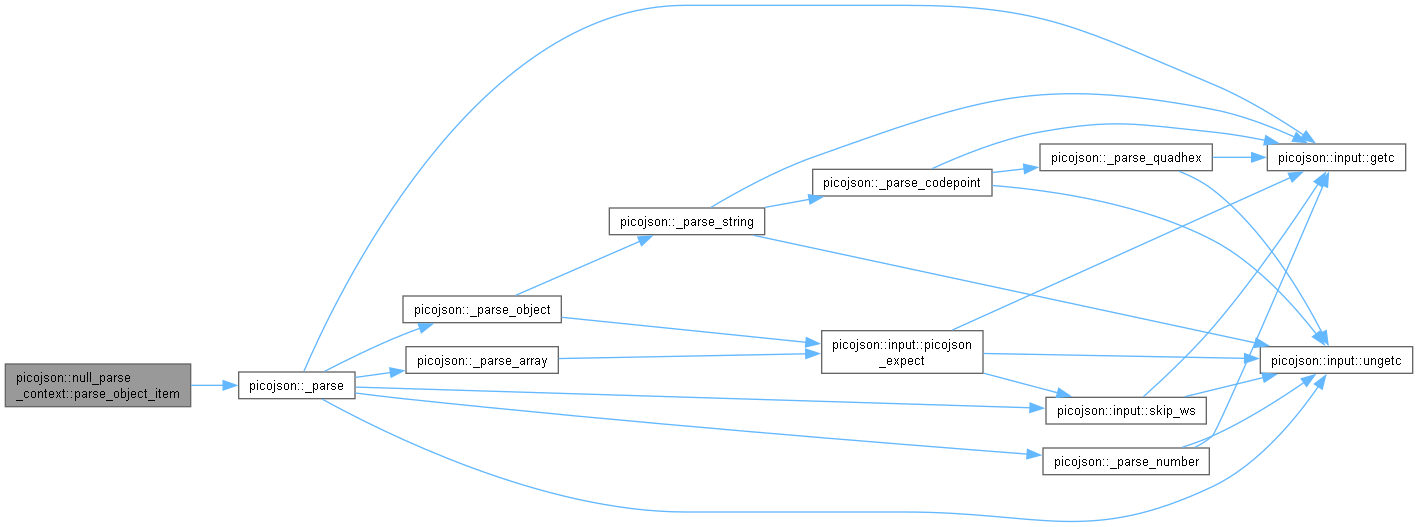 picojson::null_parse
_context::parse_object_item
picojson::_parse
picojson::_parse_object
picojson::_parse_array
picojson::_parse_string
picojson::_parse_codepoint
picojson::input::picojson
_expect
picojson::_parse_quadhex
picojson::input::skip_ws
picojson::_parse_number
picojson::input::getc
picojson::input::ungetc